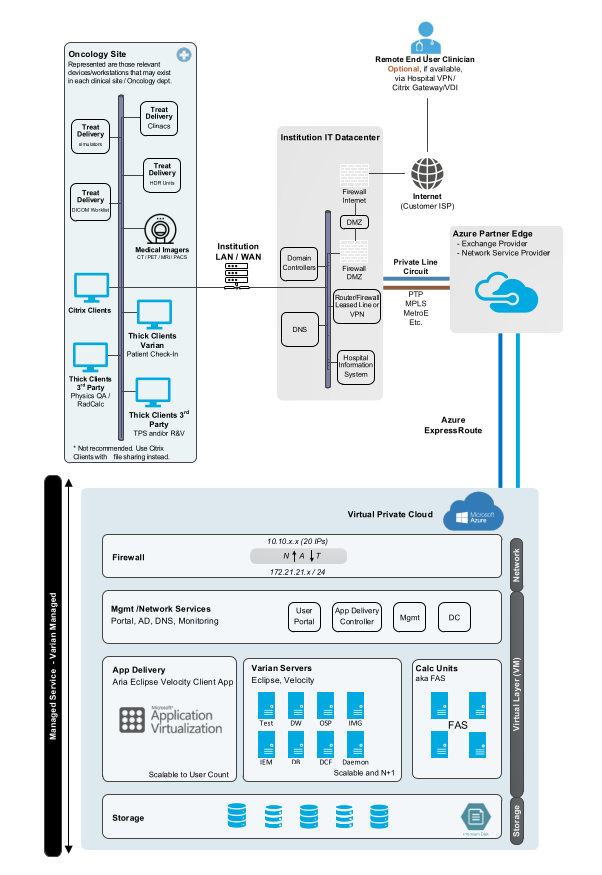 Oncology Site
Represented are those relevant
devices/workstations that may exist
in each clinical site / Oncology dept.
Treat
Delivery
Clinacs
Treat
Delivery
simulators
Treat
Delivery
HDR Units
Treat
Delivery
DICOM Worklist
Medical Imagers
CT / PET / MRI/ PACS
Citrix Clients
Thick Clients
Varian
Patient Check-In
Thick Clients
3rd Party
Physics QA /
RadCalc
Thick Clients 3rd
Party
TPS and/or R&V
* Not recommended. Use Citrix
Clients with file sharing instead.
Institution
LAN / WAN
Institution IT Datacenter
Firewall
Internet
DMZ
Firewall
DMZ
Domain
Controllers
Router/Firewall
Leased Line or
VPN
DNS
Hospital
Information
System
Remote End User Clinician
Optional, if available,
via Hospital VPN/
Citrix Gateway/VDI
Internet
(Customer ISP)
Private Line
Circuit
PTP
MPLS
MetroE
Etc.
Azure Partner Edge
- Exchange Provider
- Network Service Provider
Azure
ExpressRoute
Managed Service - Varian Managed
Virtual Private Cloud
Microsoft
Azure
Firewall
10.10.x.x (20 IPs)
N A T
172.21.21.x / 24
Network
Mgmt /Network Services
Portal, AD, DNS, Monitoring
User
Portal
App Delivery
Controller
Mgmt
DC
Virtual Layer (VM)
App Delivery
Aria Eclipse Velocity Client App
Microsoft
Application
Virtualization
Scalable to User Count
Varian Servers
Eclipse, Velocity
Test
DW
OSP
IMG
IEM
DB
DCF
Daemon
Scalable and N+1
Calc Units
aka FAS
FAS
Storage
Premium Disk
Storage